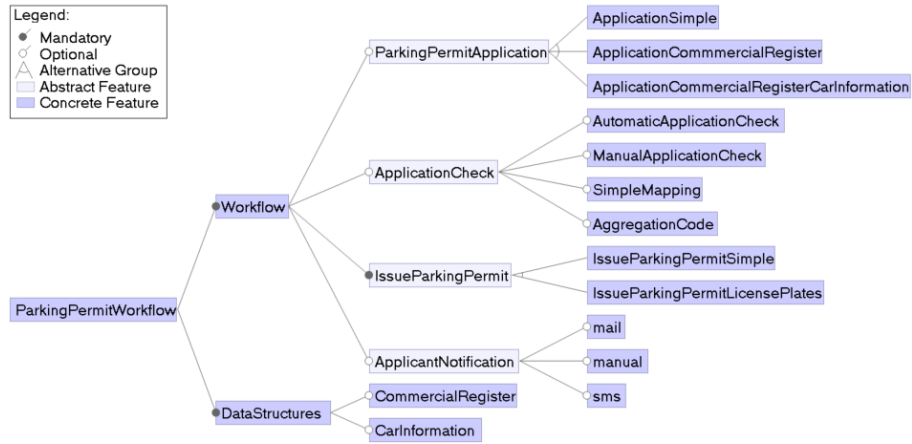 Legend:
Mandatory
Optional
Alternative Group
Abstract Feature
Concrete Feature
ParkingPermitWorkflow
Workflow
ParkingPermitApplication
ApplicationSimple
ApplicationCommmercialRegister
ApplicationCommercialRegisterCarInformation
ApplicationCheck
AutomaticApplicationCheck
ManualApplicationCheck
SimpleMapping
AggregationCode
IssueParkingPermit
IssueParkingPermitSimple
IssueParkingPermitLicensePlates
ApplicantNotification
mail
manual
sms
DataStructures
CommercialRegister
CarInformation